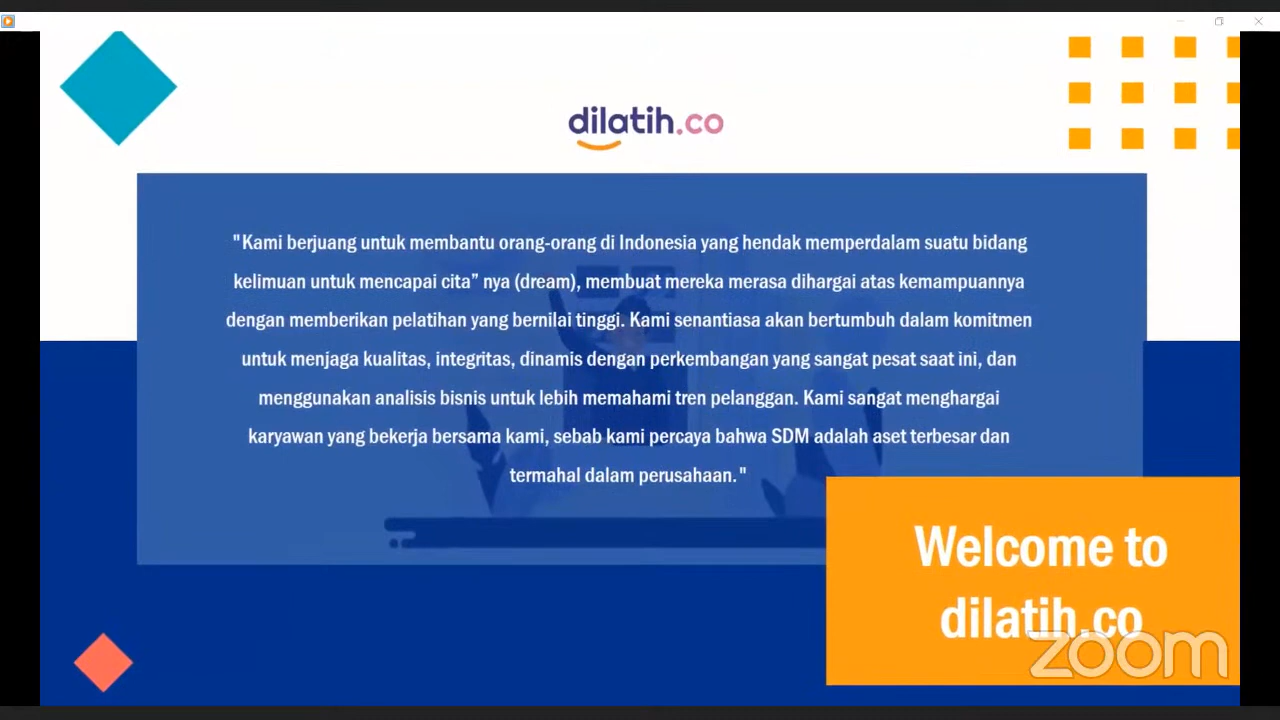 dilatih.co
"Kami berjuang untuk membantu orang-orang di Indonesia yang hendak memperdalam suatu bidang
kelimuan untuk mencapai cita” nya (dream), membuat mereka merasa dihargai atas kemampuannya
dengan memberikan pelatihan yang bernilai tinggi. Kami senantiasa akan bertumbuh dalam komitmen
untuk menjaga kualitas, integritas, dinamis dengan perkembangan yang sangat pesat saat ini, dan
menggunakan analisis bisnis untuk lebih memahami tren pelanggan. Kami sangat menghargai
karyawan yang bekerja bersama kami, sebab kami percaya bahwa SDM adalah aset terbesar dan
termahal dalam perusahaan."
Welcome to
dilatih.co
zoom